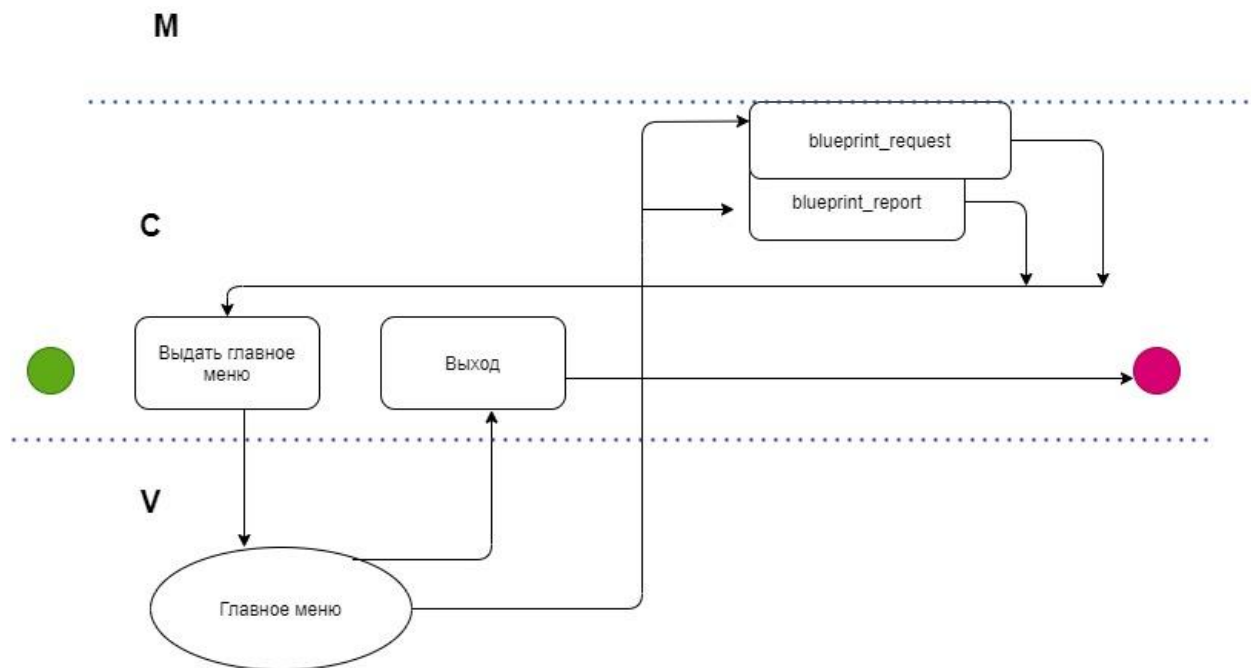 M
blueprint_request
blueprint_report
C
Выдать главное
меню
Выход
V
Главное меню